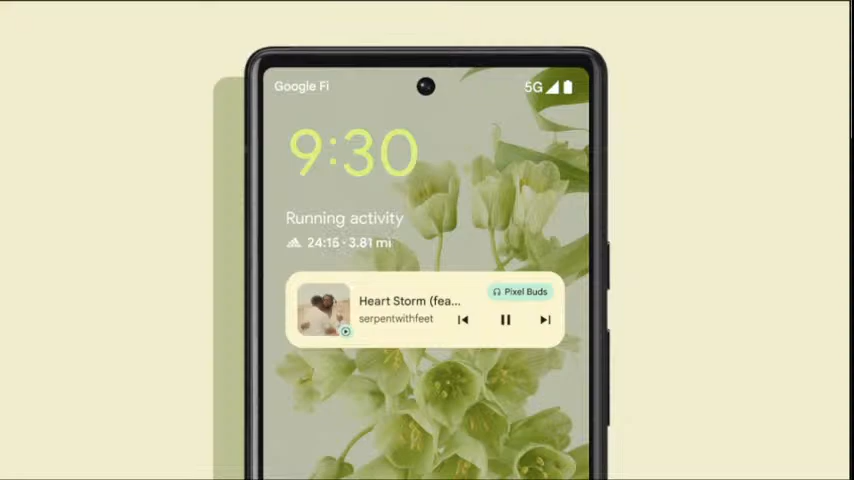 Google Fi
5G
9:30
Running activity
24:15 · 3.81 mi
Pixel Buds
Heart Storm (fea...
serpentwithfeet